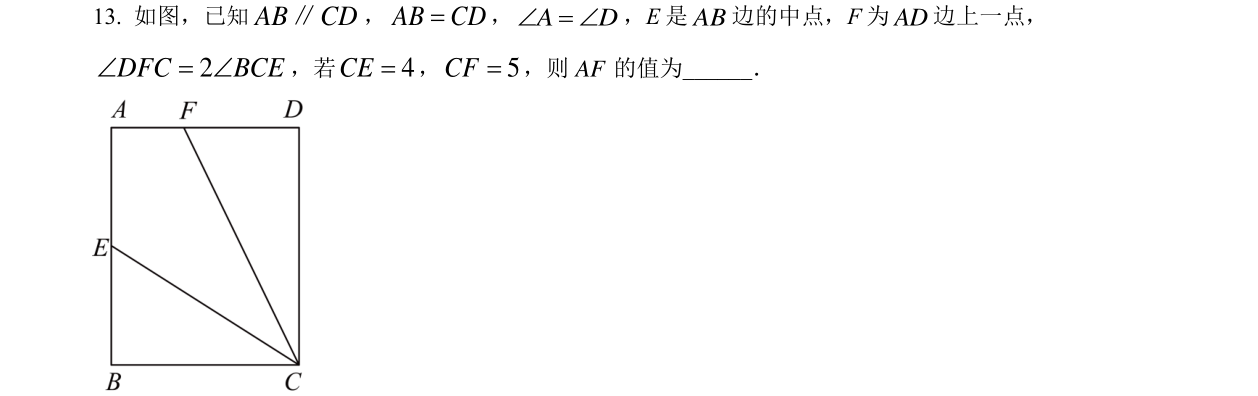 13. 如图，已知 AB∥CD，AB=CD，∠A=∠D，E是AB边的中点，F为AD边上一点，
∠DFC=2∠BCE，若CE=4，CF=5，则AF的值为______．
A F D
E
B C